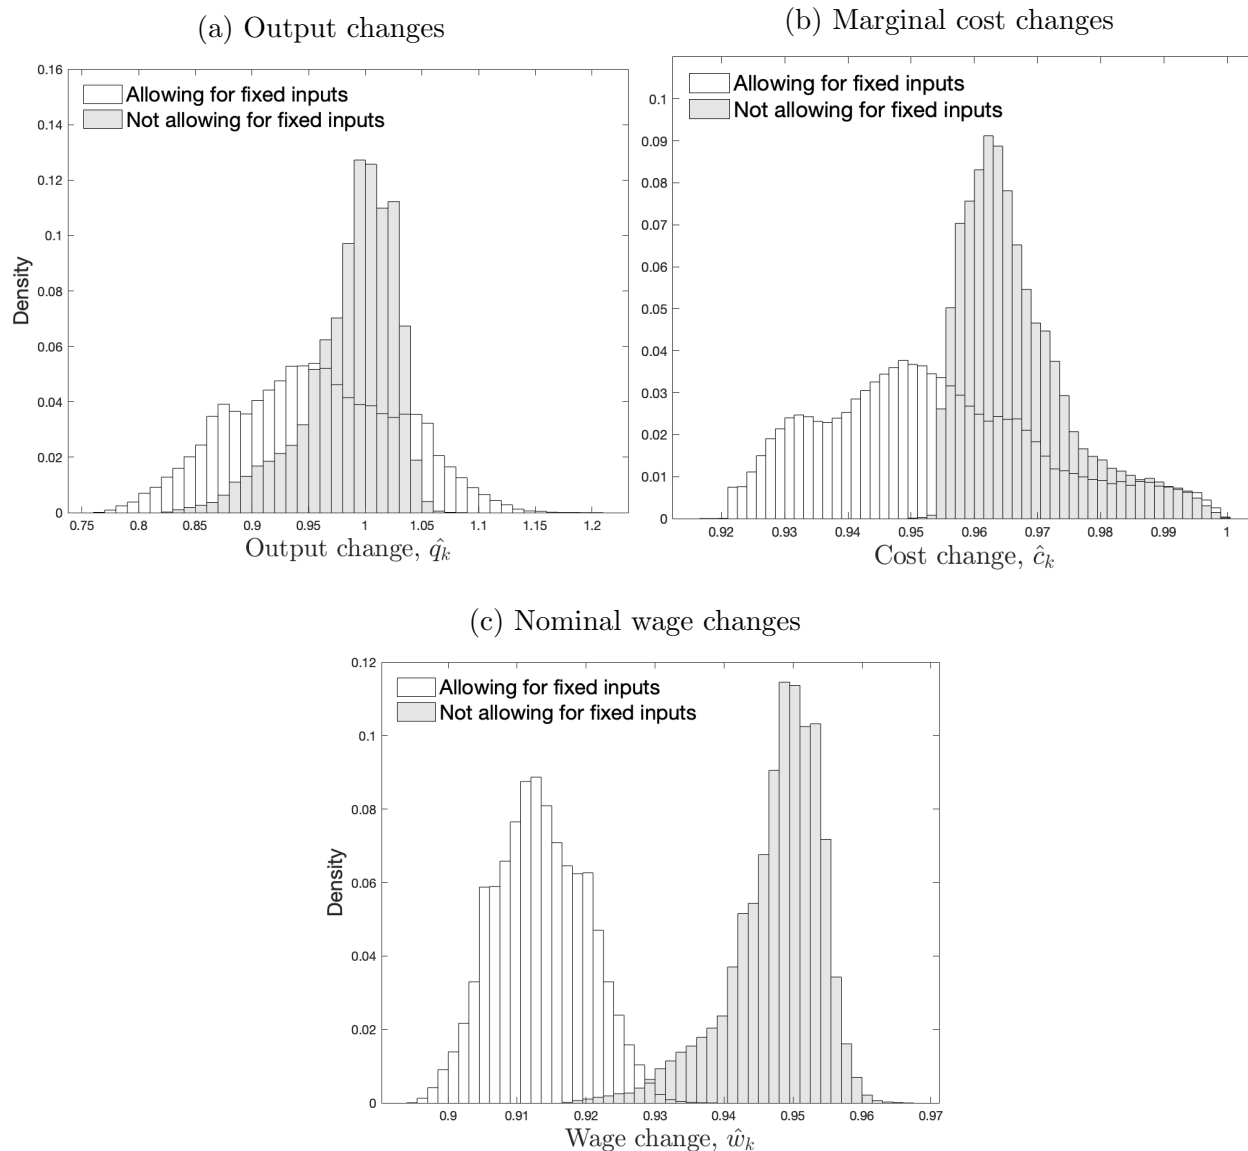 (a) Output changes
0.16
0.14
0.12
0.1
0.08
0.06
0.04
0.02
0
Density
Allowing for fixed inputs
Not allowing for fixed inputs
0.75 0.8 0.85 0.9 0.95 1 1.05 1.1 1.15 1.2
Output change, q̂ₖ
(b) Marginal cost changes
0.1
0.09
0.08
0.07
0.06
0.05
0.04
0.03
0.02
0.01
0
Allowing for fixed inputs
Not allowing for fixed inputs
0.92 0.93 0.94 0.95 0.96 0.97 0.98 0.99 1
Cost change, ĉₖ
(c) Nominal wage changes
0.12
0.1
0.08
0.06
0.04
0.02
0
Density
Allowing for fixed inputs
Not allowing for fixed inputs
0.9 0.91 0.92 0.93 0.94 0.95 0.96 0.97
Wage change, ŵₖ